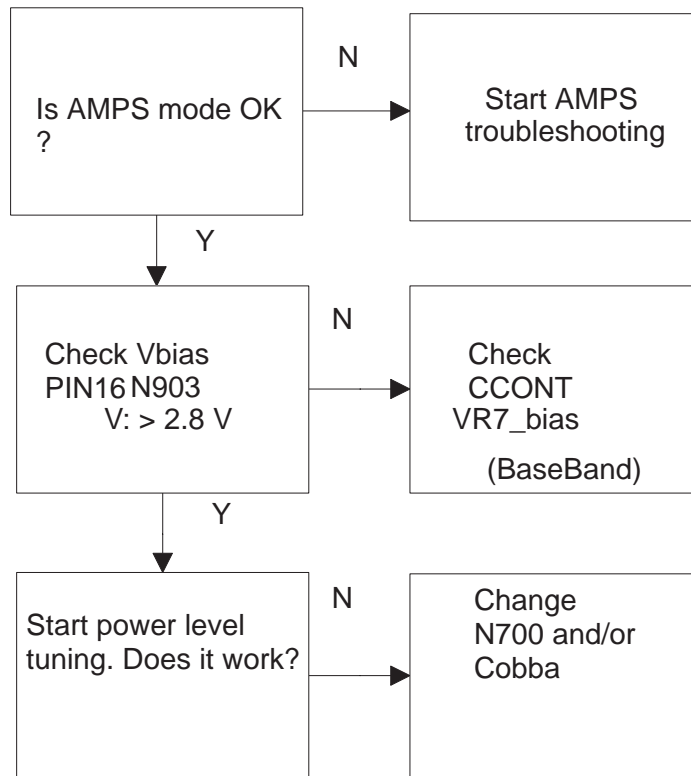 Is AMPS mode OK
?
N
Start AMPS
troubleshooting
Y
Check Vbias
PIN16 N903
V: > 2.8 V
N
Check
CCONT
VR7_bias
(BaseBand)
Y
Start power level
tuning. Does it work?
N
Change
N700 and/or
Cobba